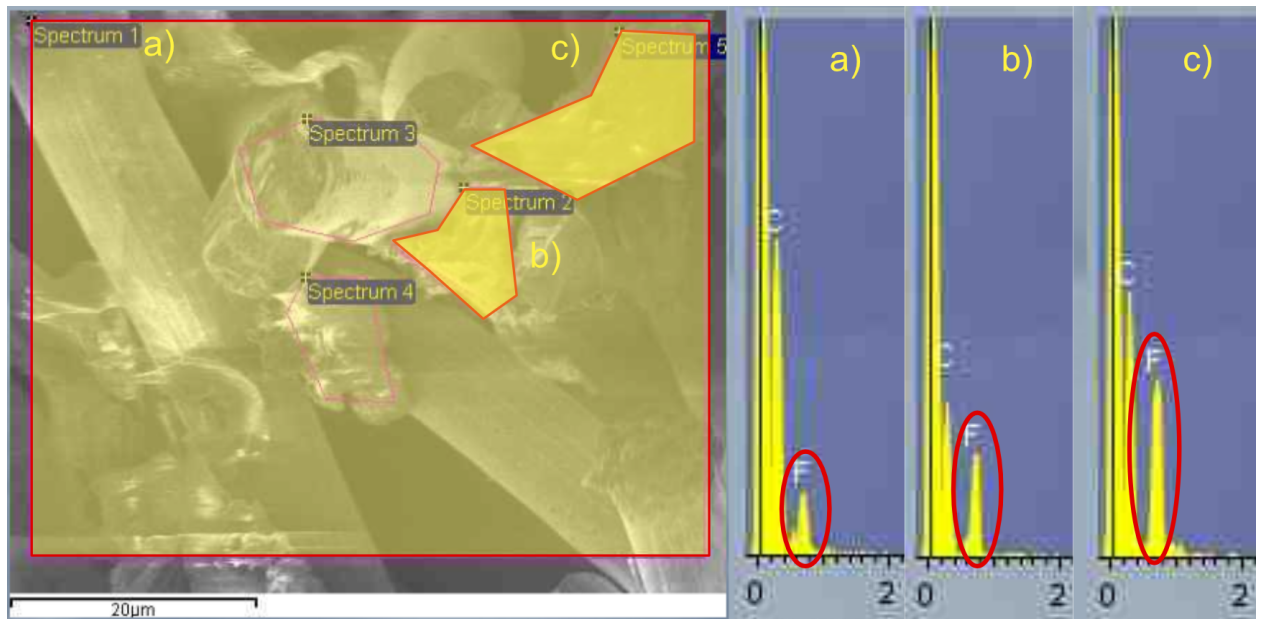 Spectrum 1
a)
c)
Spectrum 5
Spectrum 3
Spectrum 2
b)
Spectrum 4
20µm
a)
C
F
0
2
b)
C
F
0
2
c)
C
F
0
2